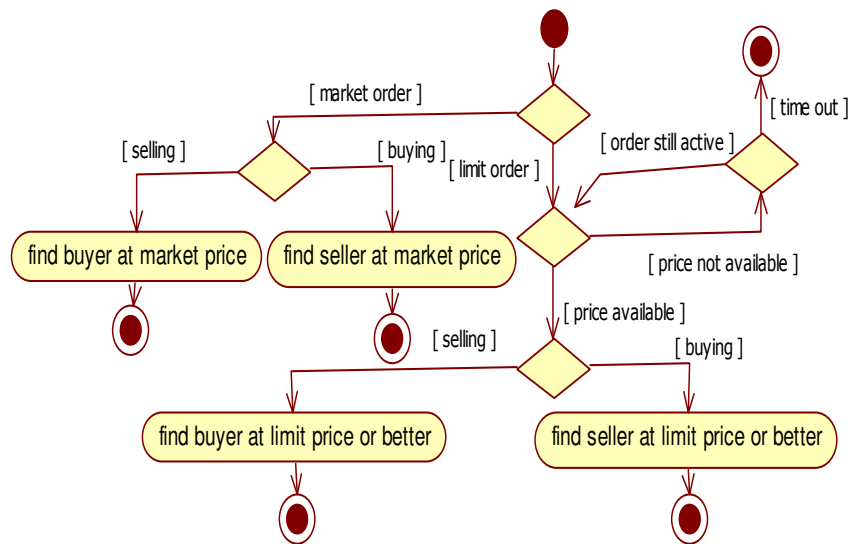 [ market order ]
[ time out ]
[ selling ]
[ buying ]
[ order still active ]
[ limit order ]
find buyer at market price
find seller at market price
[ price not available ]
[ price available ]
[ selling ]
[ buying ]
find buyer at limit price or better
find seller at limit price or better